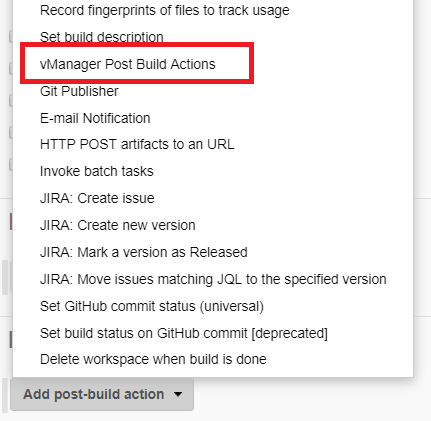 Record fingerprints of files to track usage
Set build description
vManager Post Build Actions
Git Publisher
E-mail Notification
HTTP POST artifacts to an URL
Invoke batch tasks
JIRA: Create issue
JIRA: Create new version
JIRA: Mark a version as Released
JIRA: Move issues matching JQL to the specified version
Set GitHub commit status (universal)
Set build status on GitHub commit [deprecated]
Delete workspace when build is done
Add post-build action